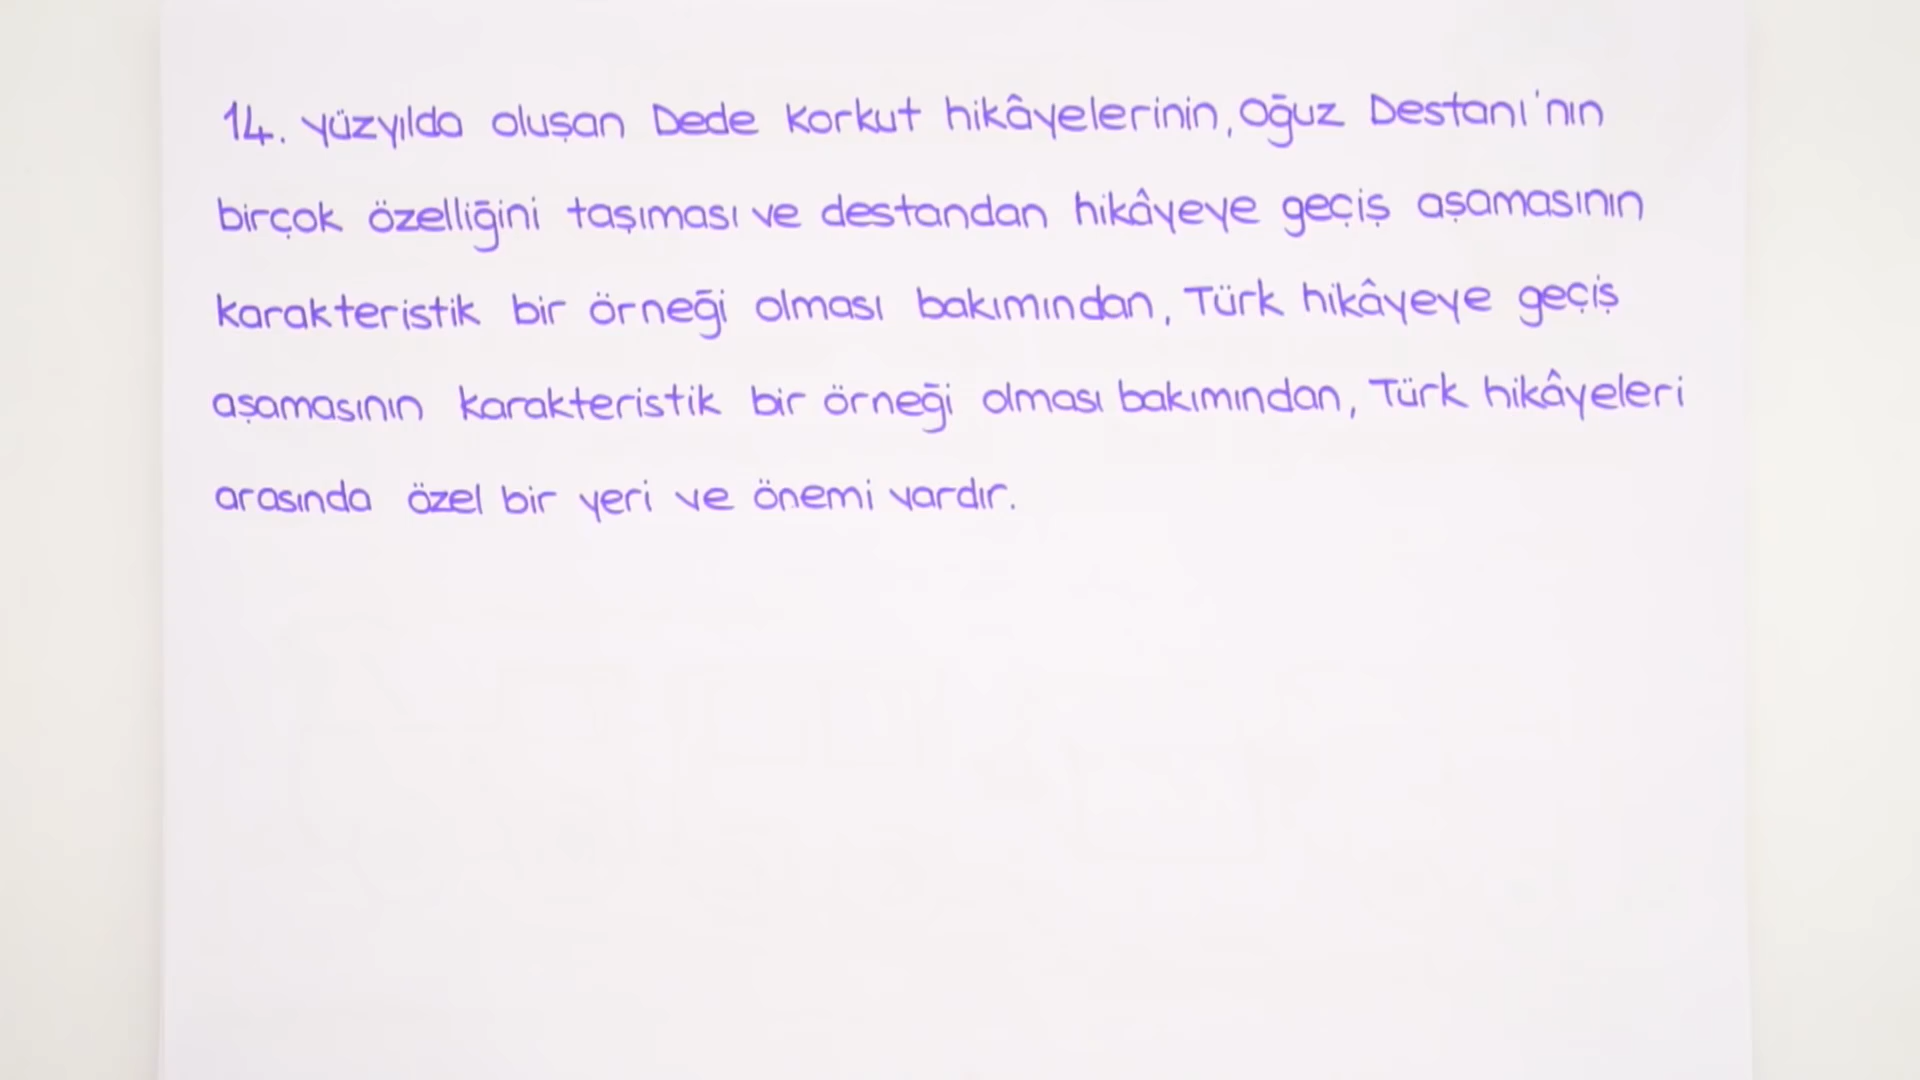 14. yüzyılda oluşan Dede Korkut hikâyelerinin, Oğuz Destanı'nın
birçok özelliğini taşıması ve destandan hikâyeye geçiş aşamasının
karakteristik bir örneği olması bakımından, Türk hikâyeye geçiş
aşamasının karakteristik bir örneği olması bakımından, Türk hikâyeleri
arasında özel bir yeri ve önemi vardır.